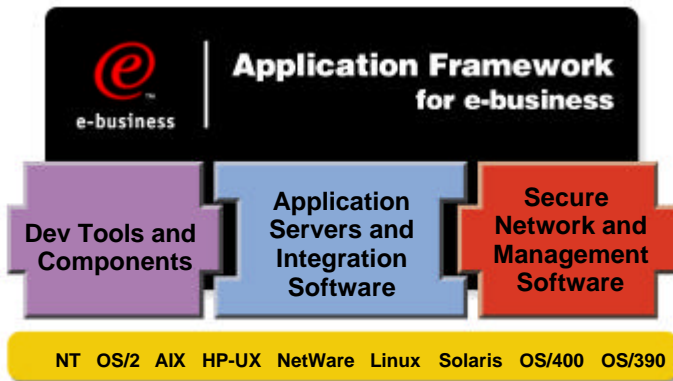 e
™
e-business
Application Framework
for e-business
Dev Tools and
Components
Application
Servers and
Integration
Software
Secure
Network and
Management
Software
NT OS/2 AIX HP-UX NetWare Linux Solaris OS/400 OS/390